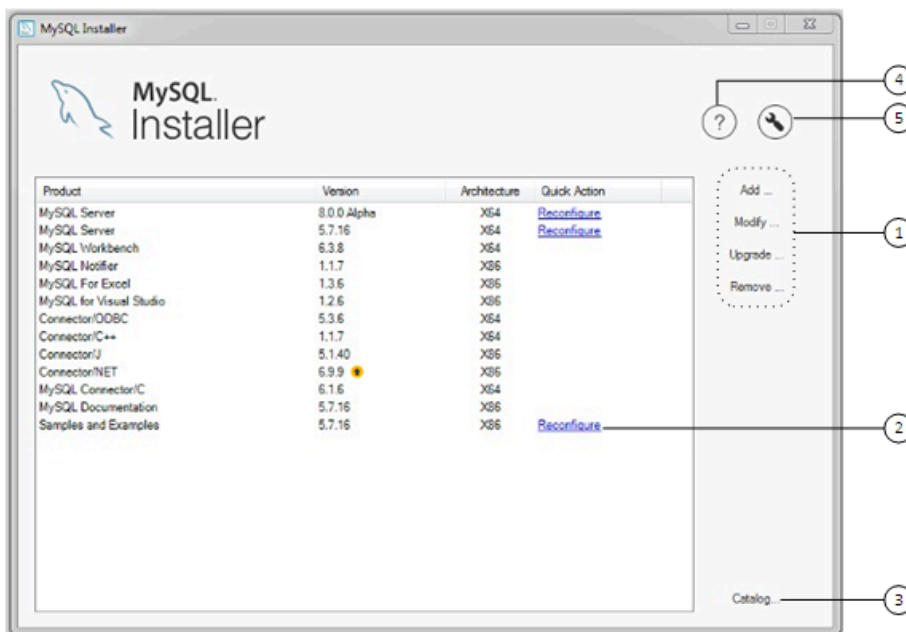 MySQL Installer
MySQL.
Installer
4
?
5
Product Version Architecture Quick Action
MySQL Server 8.0.0 Alpha X64 Reconfigure
MySQL Server 5.7.16 X64 Reconfigure
MySQL Workbench 6.3.8 X64
MySQL Notifier 1.1.7 X86
MySQL For Excel 1.3.6 X86
MySQL for Visual Studio 1.2.6 X86
Connector/ODBC 5.3.6 X64
Connector/C++ 1.1.7 X64
Connector/J 5.1.40 X86
Connector/NET 6.9.9 X86
MySQL Connector/C 6.1.6 X64
MySQL Documentation 5.7.16 X86
Samples and Examples 5.7.16 X86 Reconfigure
Add ...
Modify ...
Upgrade ...
Remove ...
1
2
Catalog...
3